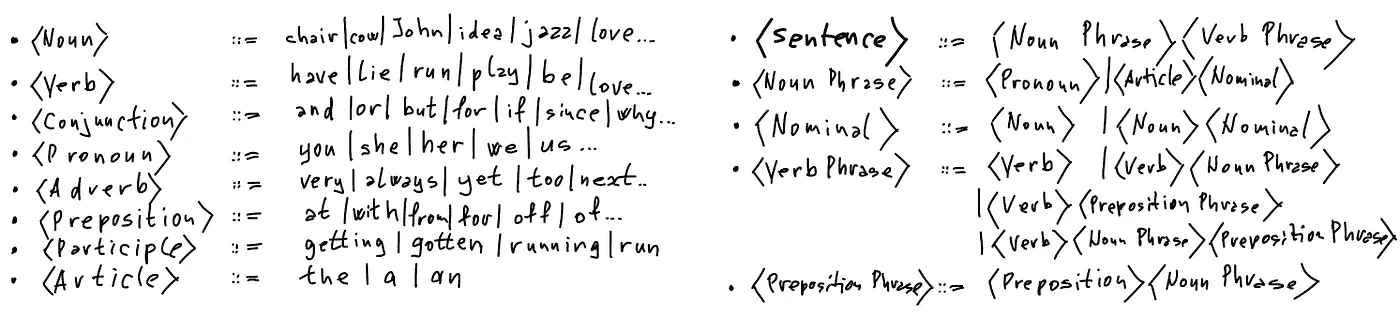 • <Noun> ::= chair|cow|John|idea|jazz|love...
• <Verb> ::= have|lie|run|play|be|love...
• <Conjunction> ::= and|or|but|for|if|since|why...
• <Pronoun> ::= you|she|her|we|us...
• <Adverb> ::= very|always|yet|too|next..
• <Preposition> ::= at|with|from|for|off|of...
• <Participle> ::= getting|gotten|running|run
• <Article> ::= the|a|an
• <sentence> ::= <Noun Phrase><Verb Phrase>
• <Noun Phrase> ::= <Pronoun>|<Article><Nominal>
• <Nominal> ::= <Noun> |<Noun><Nominal>
• <Verb Phrase> ::= <Verb> |<Verb><Noun Phrase>
|<Verb><Preposition Phrase>
|<Verb><Noun Phrase><Preposition Phrase>
• <Preposition Phrase> ::= <Preposition><Noun Phrase>